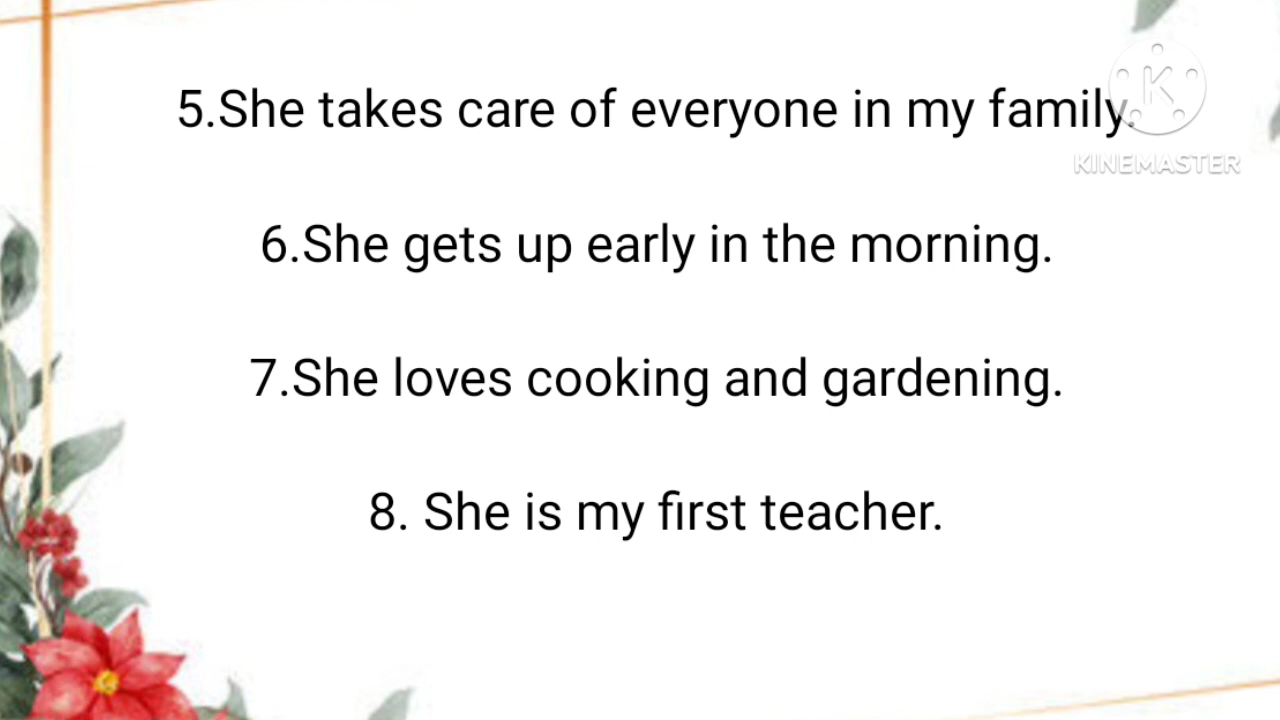 5.She takes care of everyone in my family.
KINEMASTER
6.She gets up early in the morning.
7.She loves cooking and gardening.
8. She is my first teacher.